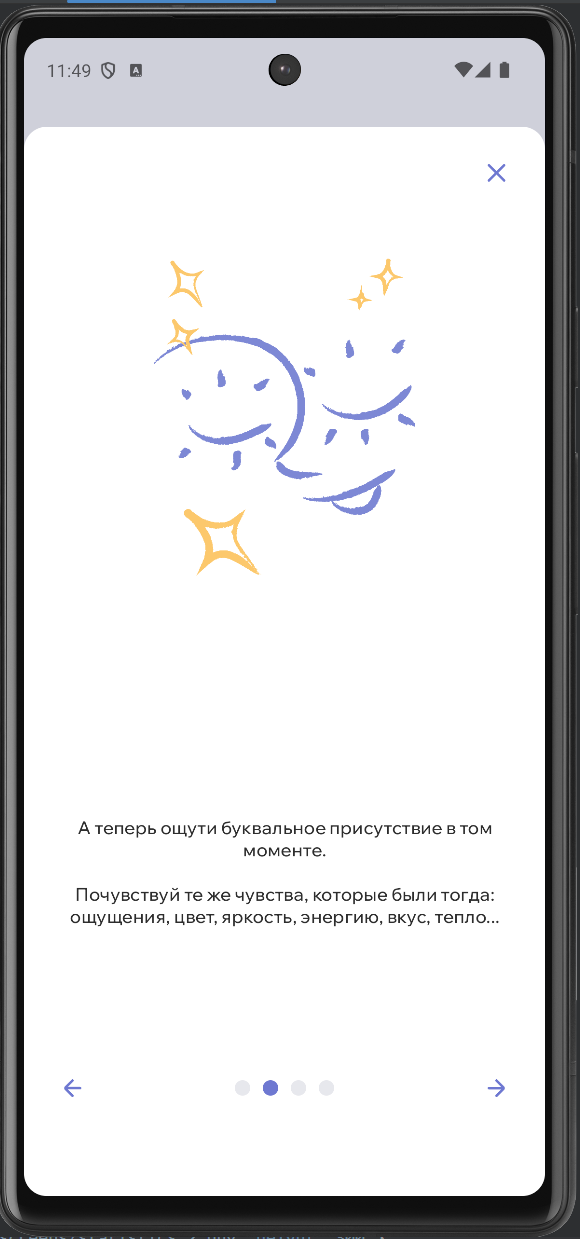 11:49
A
А теперь ощути буквальное присутствие в том
моменте.
Почувствуй те же чувства, которые были тогда:
ощущения, цвет, яркость, энергию, вкус, тепло...